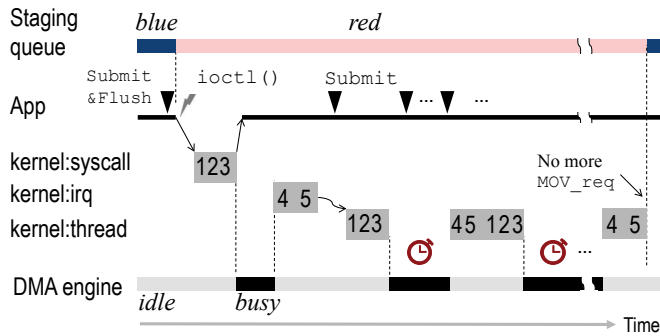 Staging
queue
blue
red
Submit
&Flush
ioctl()
Submit
App
... ...
kernel:syscall
123
No more
MOV_req
kernel:irq
4 5
kernel:thread
123
45 123
...
4 5
DMA engine
idle
busy
Time